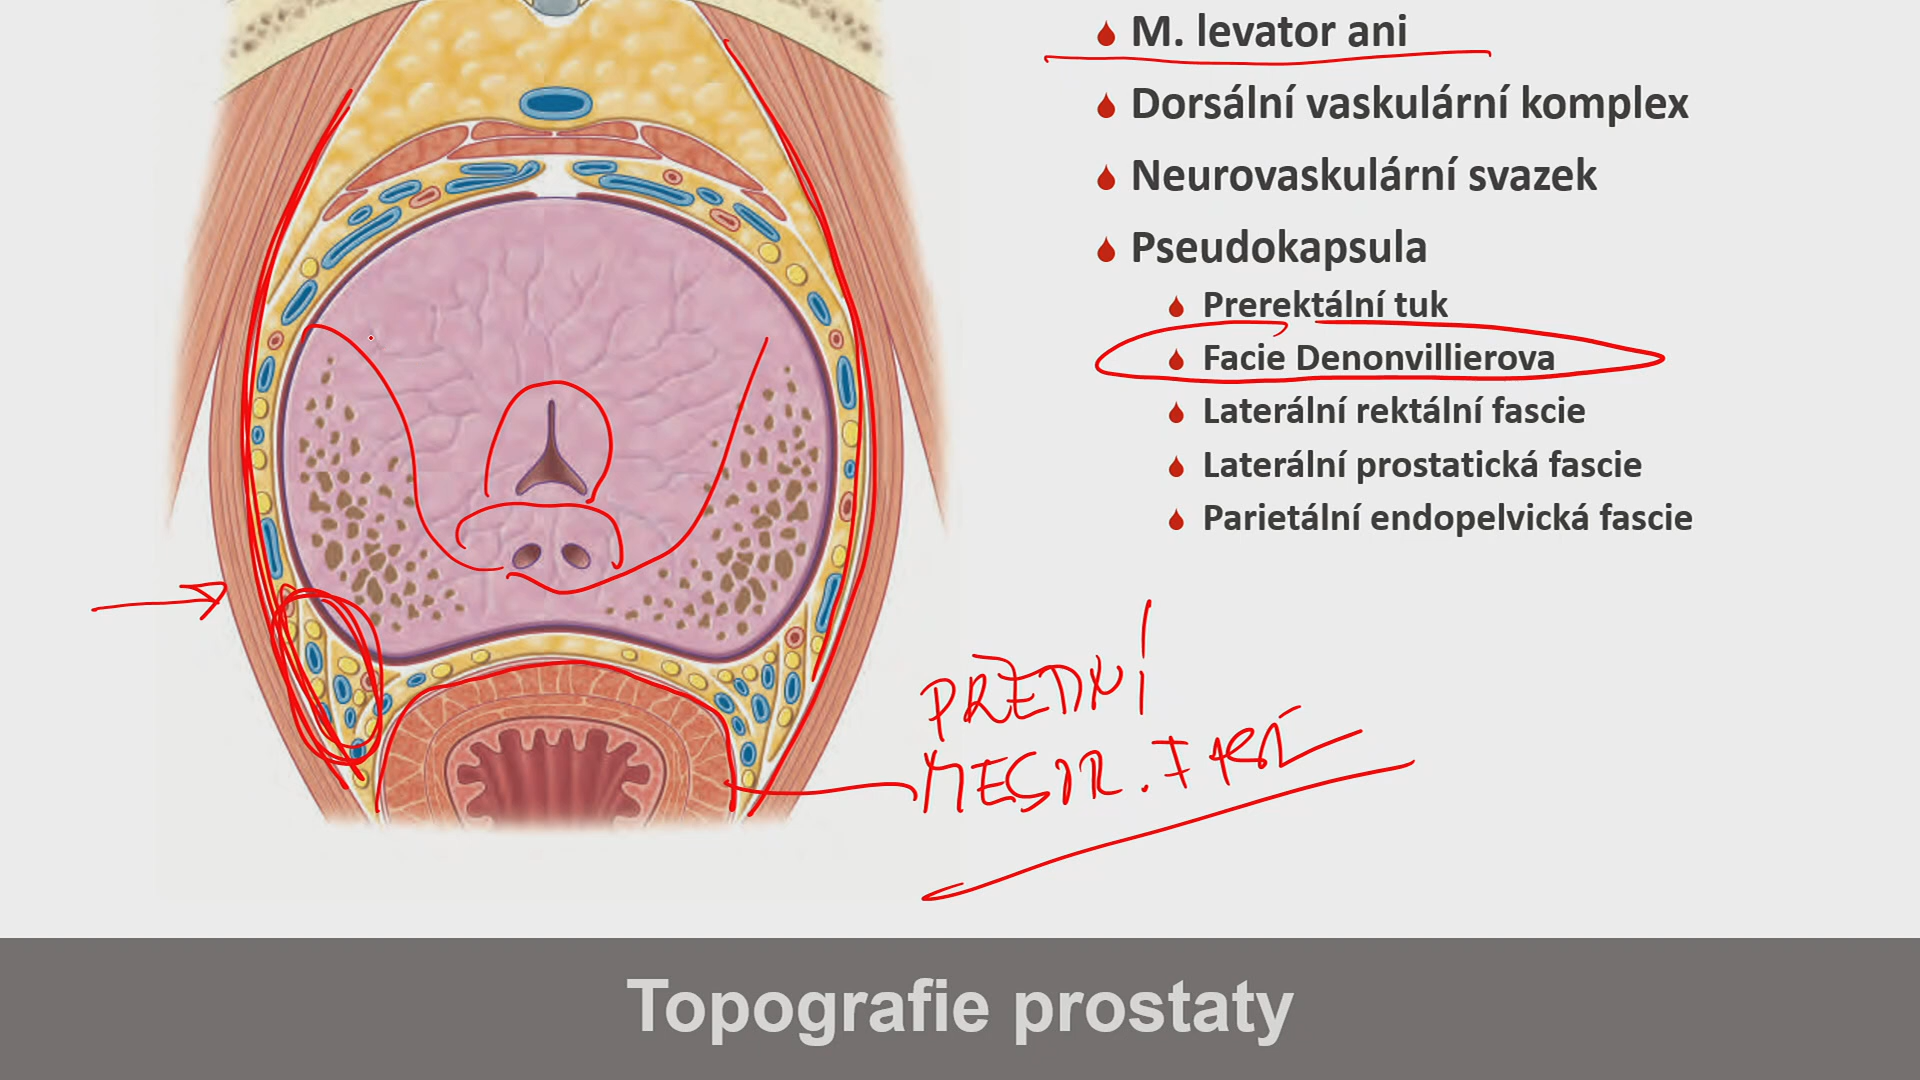 M. levator ani
Dorsální vaskulární komplex
Neurovaskulární svazek
Pseudokapsula
Prerektální tuk
Facie Denonvillierova
Laterální rektální fascie
Laterální prostatická fascie
Parietální endopelvická fascie
PŘEDNÍ
MESOR.
Topografie prostaty